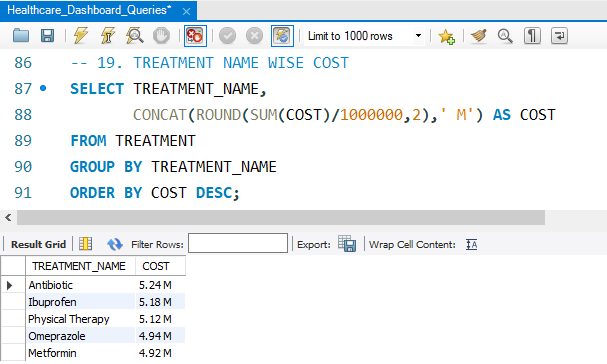 Healthcare_Dashboard_Queries*
Limit to 1000 rows
86 -- 19. TREATMENT NAME WISE COST
87 SELECT TREATMENT_NAME,
88 CONCAT(ROUND(SUM(COST)/1000000,2),' M') AS COST
89 FROM TREATMENT
90 GROUP BY TREATMENT_NAME
91 ORDER BY COST DESC;
Result Grid Filter Rows: Export: Wrap Cell Content:
TREATMENT_NAME COST
Antibiotic 5.24 M
Ibuprofen 5.18 M
Physical Therapy 5.12 M
Omeprazole 4.94 M
Metformin 4.92 M